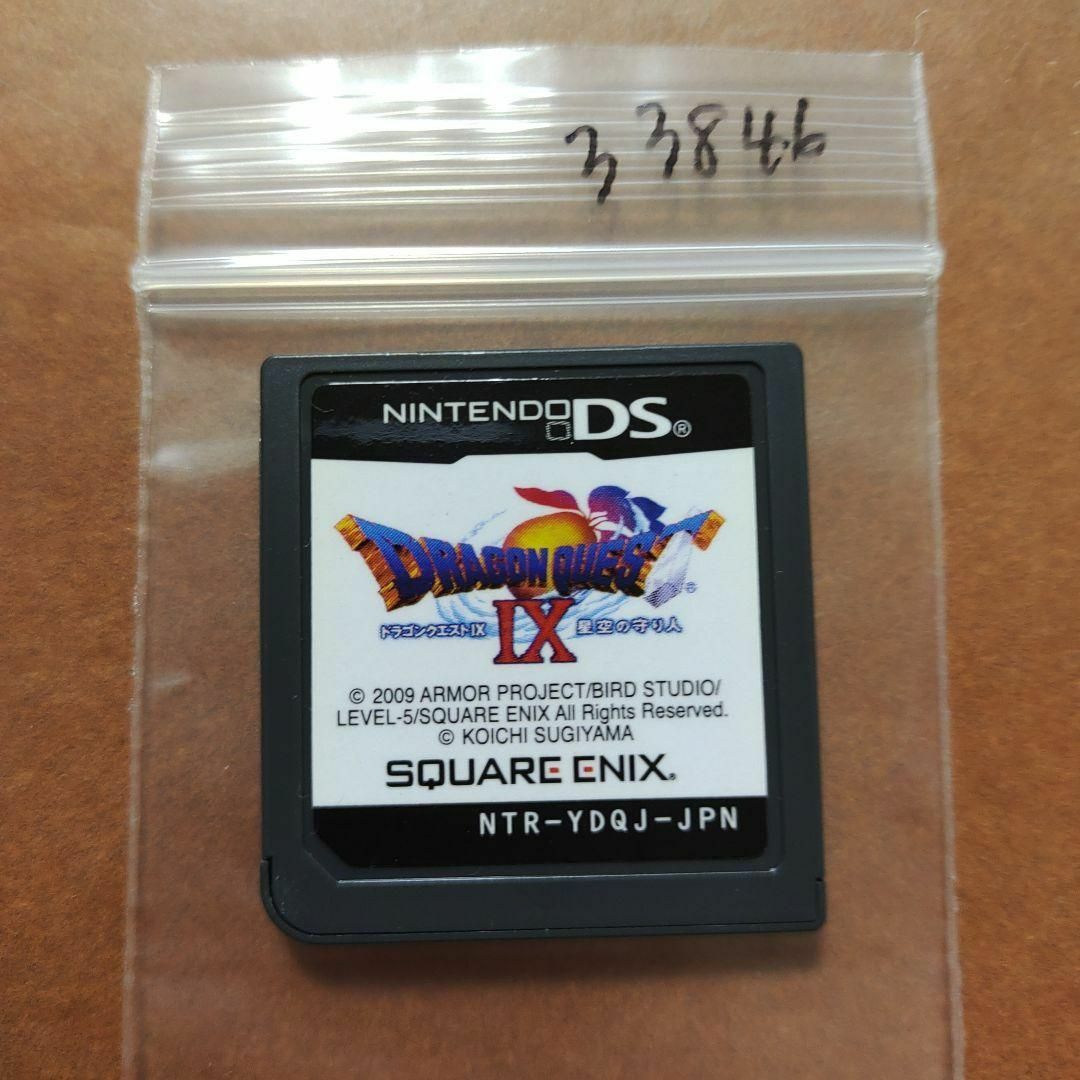 33846
NINTENDO DS®
DRAGON QUEST®
ドラゴンクエストIX IX 星空の守り人
© 2009 ARMOR PROJECT/BIRD STUDIO/
LEVEL-5/SQUARE ENIX All Rights Reserved.
© KOICHI SUGIYAMA
SQUARE ENIX®
NTR-YDQJ-JPN